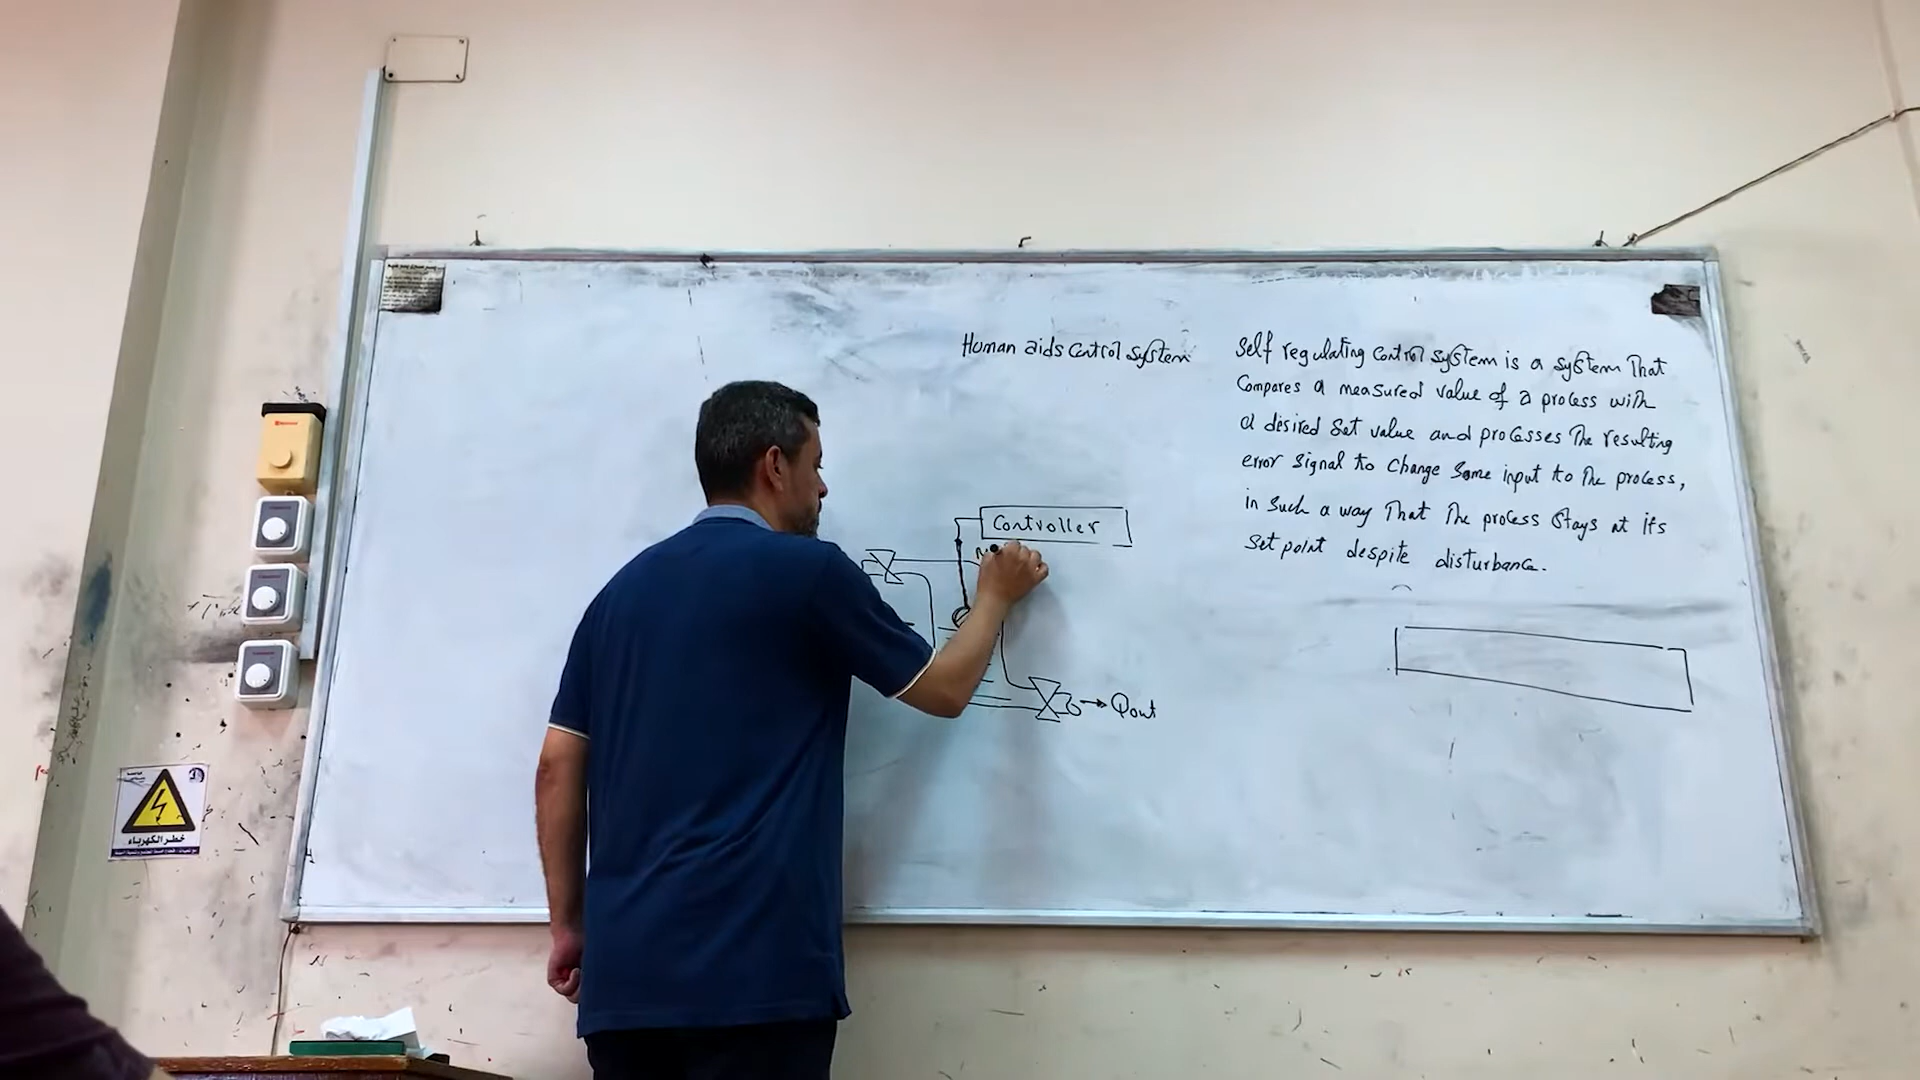 Human aids Control System
Self regulating Control system is a system That
Compares a measured value of a process with
a desired Set value and processes The resulting
error Signal to Change Some input to The process,
in Such a way That The process Stays at its
Set point despite disturbance.
Controller
Qout
خطر الكهرباء